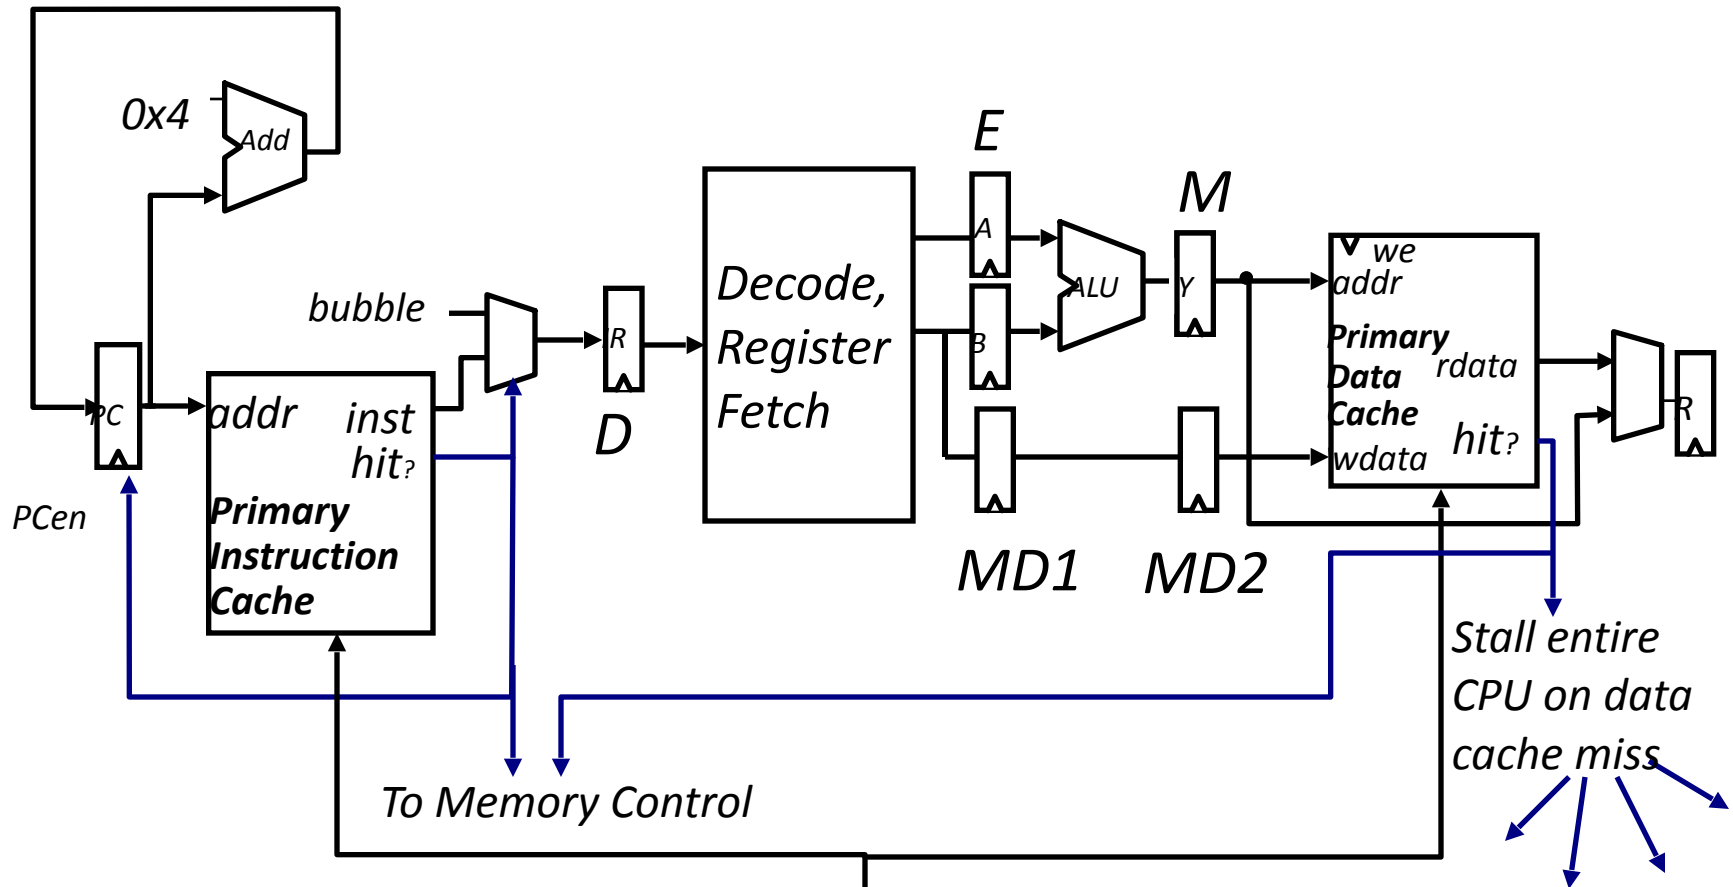 0x4
Add
E
M
A
we
addr
Decode,
Register
Fetch
ALU
Y
bubble
IR
B
Primary
Data
Cache
rdata
PC
addr
inst
hit?
D
R
hit?
wdata
PCen
Primary
Instruction
Cache
MD1
MD2
Stall entire
CPU on data
cache miss
To Memory Control